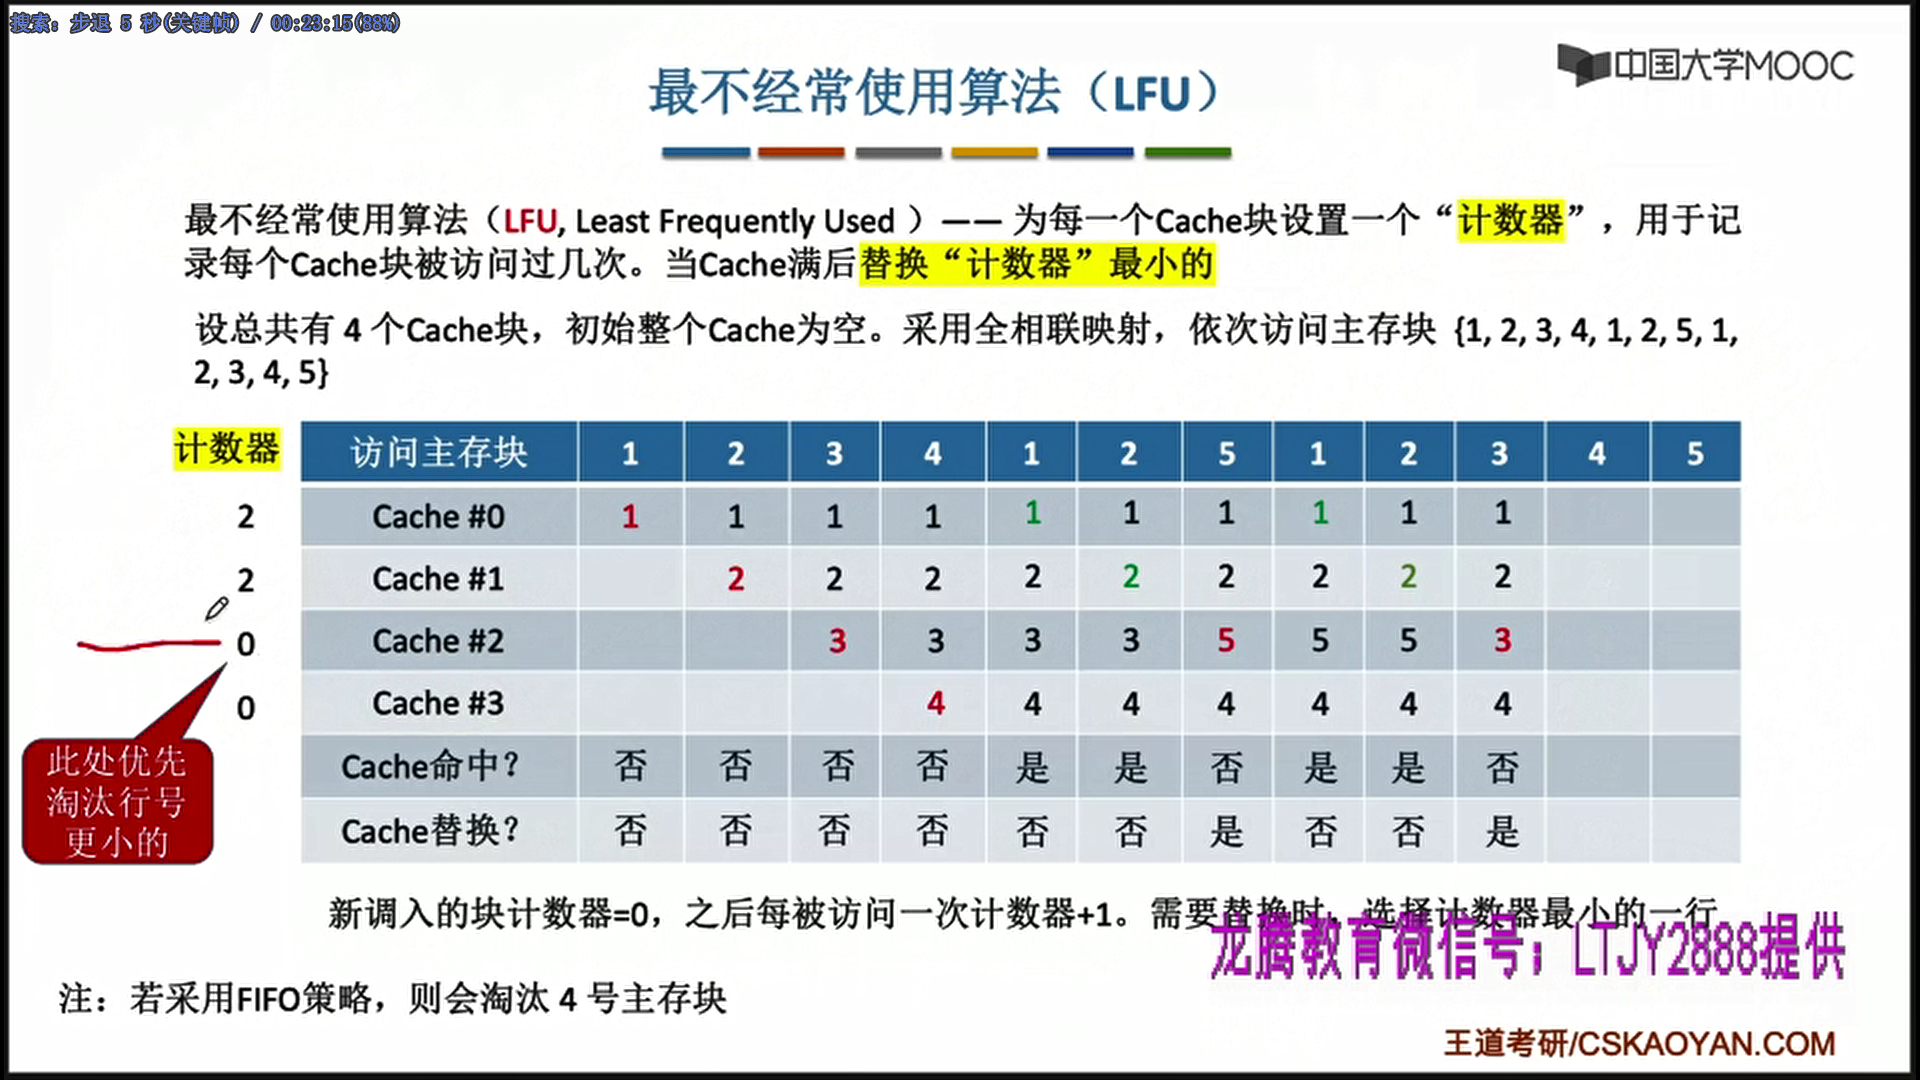 搜索: 步退 5 秒(关键帧) / 00:23:15(88%)
中国大学MOOC
最不经常使用算法（LFU）
最不经常使用算法（LFU, Least Frequently Used ）—— 为每一个Cache块设置一个“计数器”，用于记
录每个Cache块被访问过几次。当Cache满后替换“计数器”最小的
设总共有 4 个Cache块，初始整个Cache为空。采用全相联映射，依次访问主存块 {1, 2, 3, 4, 1, 2, 5, 1,
2, 3, 4, 5}
计数器 访问主存块 1 2 3 4 1 2 5 1 2 3 4 5
2 Cache #0 1 1 1 1 1 1 1 1 1 1
2 Cache #1 2 2 2 2 2 2 2 2 2
0 Cache #2 3 3 3 3 5 5 5 3
0 Cache #3 4 4 4 4 4 4 4
Cache命中? 否 否 否 否 是 是 否 是 是 否
Cache替换? 否 否 否 否 否 否 是 否 否 是
此处优先
淘汰行号
更小的
新调入的块计数器=0，之后每被访问一次计数器+1。需要替换时，选择计数器最小的一行
龙腾教育微信号：LTJY2888提供
注：若采用FIFO策略，则会淘汰 4 号主存块
王道考研/CSKAOYAN.COM